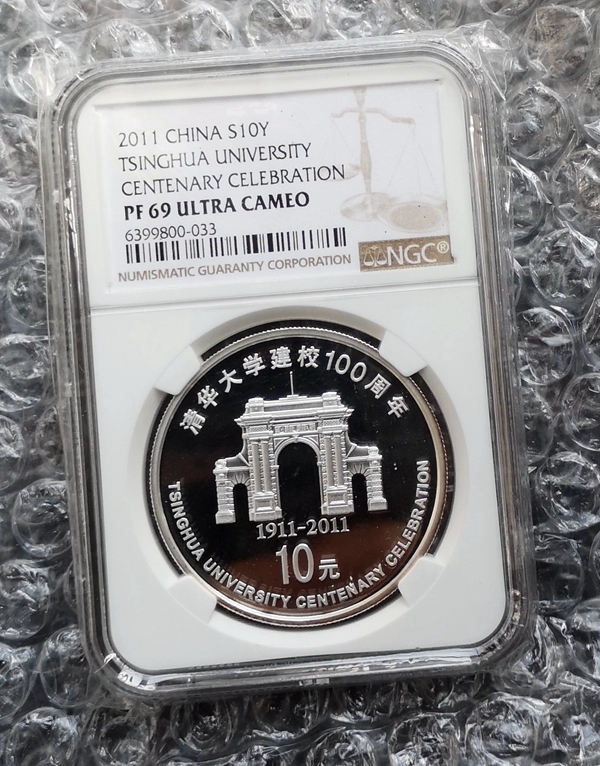 2011 CHINA S10Y
TSINGHUA UNIVERSITY
CENTENARY CELEBRATION
PF 69 ULTRA CAMEO
6399800-033
NUMISMATIC GUARANTY CORPORATION
NGC®
清华大学建校100周年
1911-2011
10元
TSINGHUA UNIVERSITY CENTENARY CELEBRATION